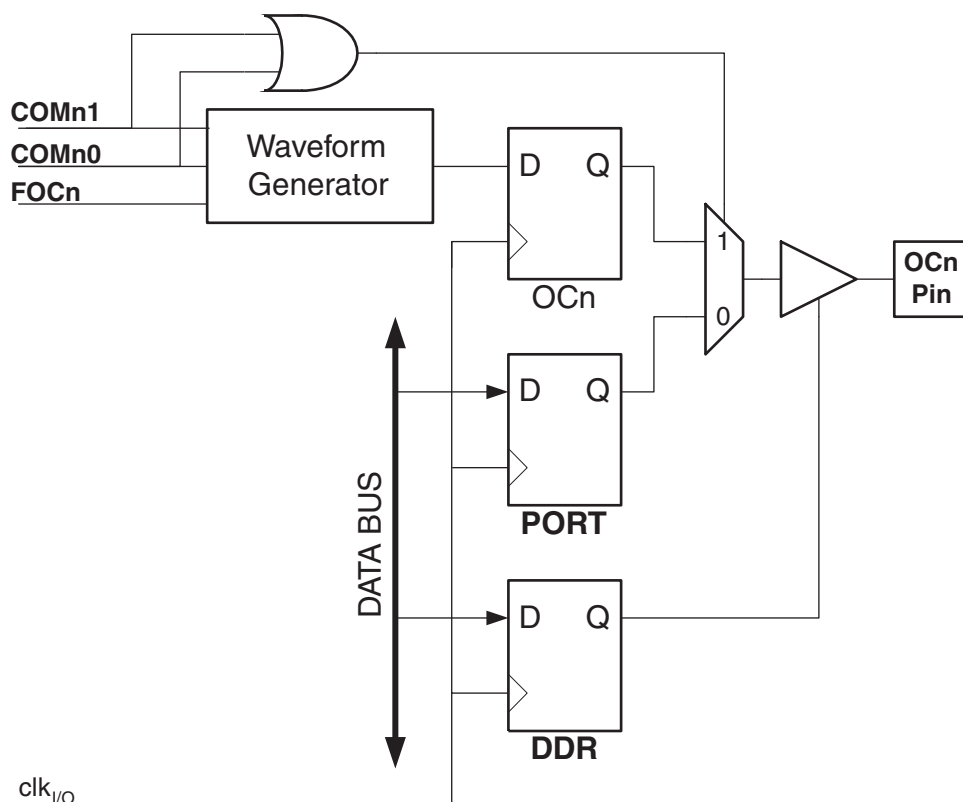 COMn1
COMn0
FOCn
Waveform
Generator
D Q
OCn
1
0
OCn
Pin
D Q
PORT
DATA BUS
D Q
DDR
clkI/O